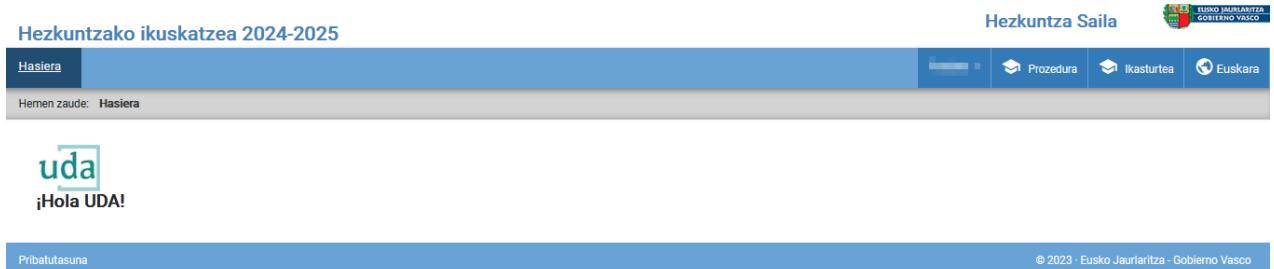 Hezkuntzako ikuskatzea 2024-2025
Hezkuntza Saila
EUSKO JAURLARITZA
GOBIERNO VASCO
Hasiera
Prozedura
Ikasturtea
Euskara
Hemen zaude: Hasiera
uda
¡Hola UDA!
Pribatutasuna
© 2023 - Eusko Jaurlaritza - Gobierno Vasco